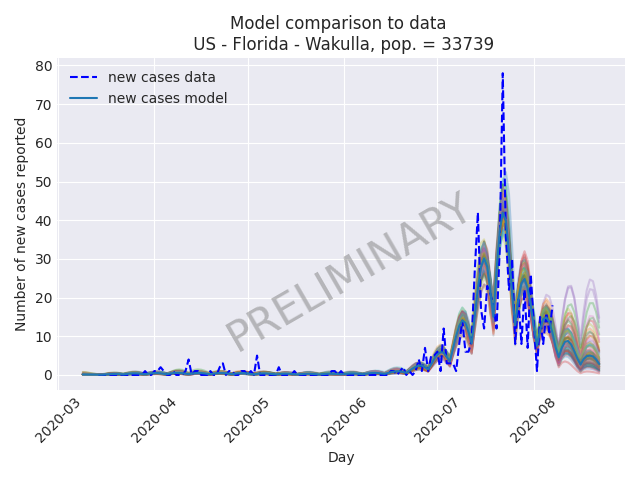 Model comparison to data
US - Florida - Wakulla, pop. = 33739
new cases data
new cases model
80
70
60
50
40
30
20
10
0
Number of new cases reported
PRELIMINARY
2020-03
2020-04
2020-05
2020-06
2020-07
2020-08
Day